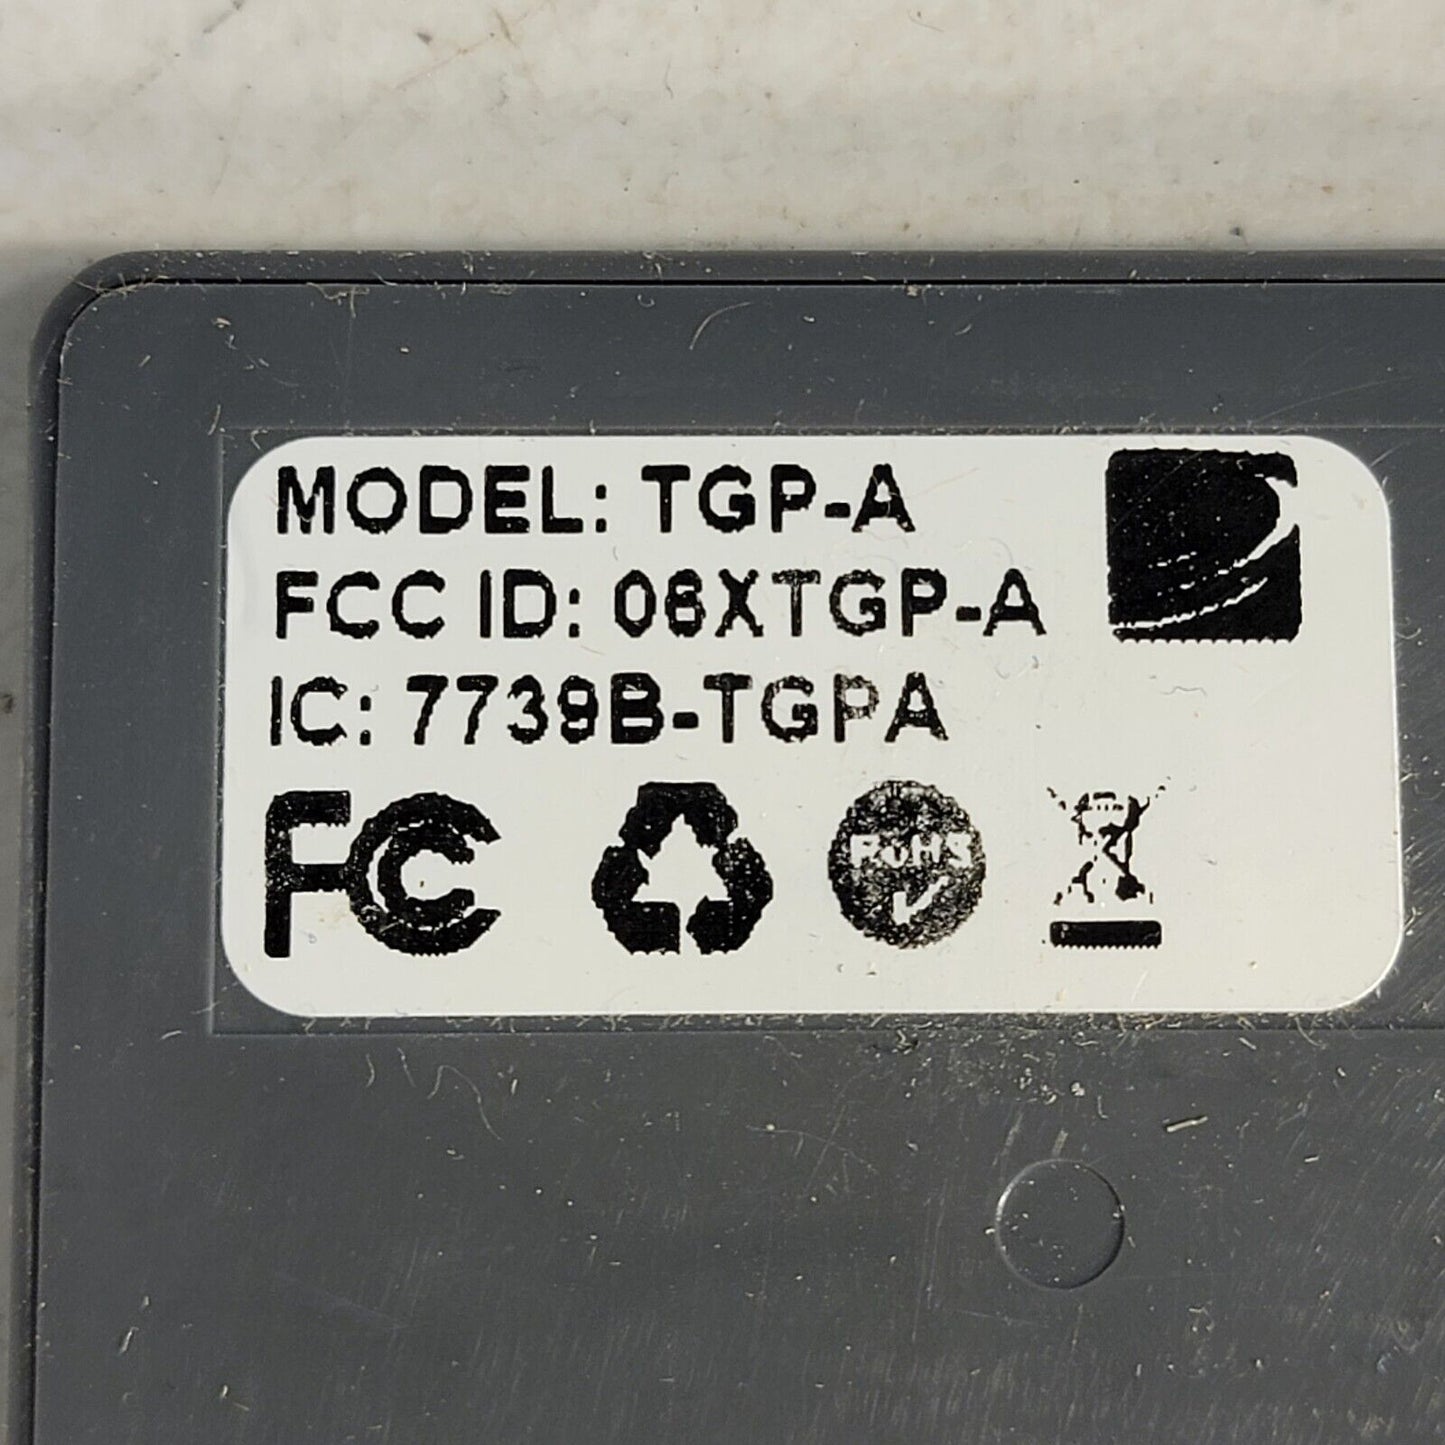 MODEL: TGP-A
FCC ID: 06XTGP-A
IC: 7739B-TGPA
FC RoHS